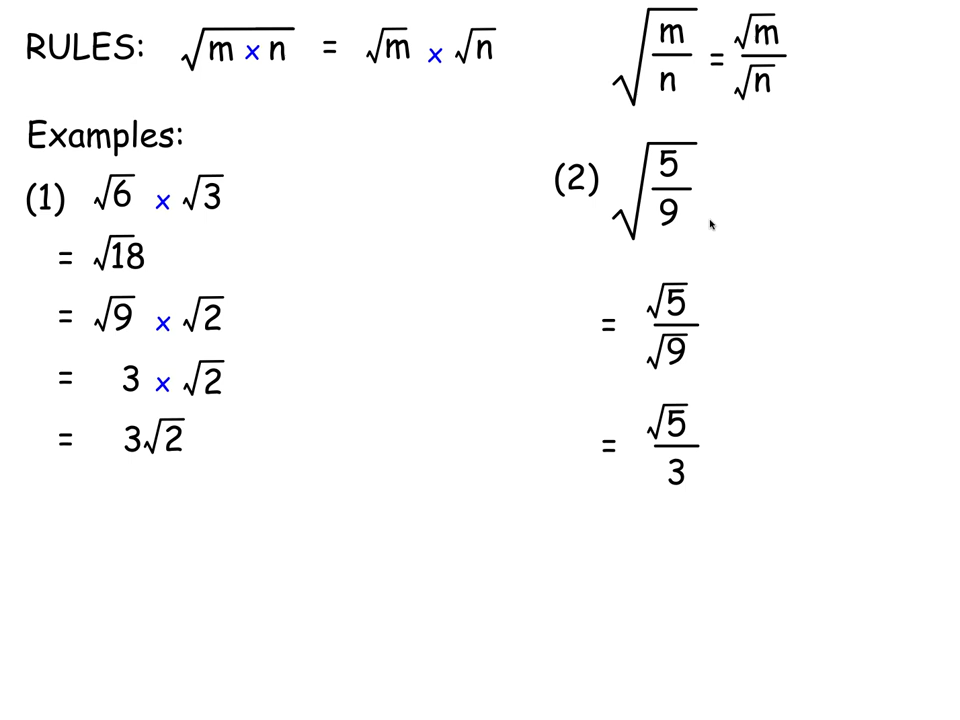 RULES: √(m x n) = √m x √n
√(m/n) = √m/√n
Examples:
(1) √6 x √3
= √18
= √9 x √2
= 3 x √2
= 3√2
(2) √(5/9)
= √5/√9
= √5/3